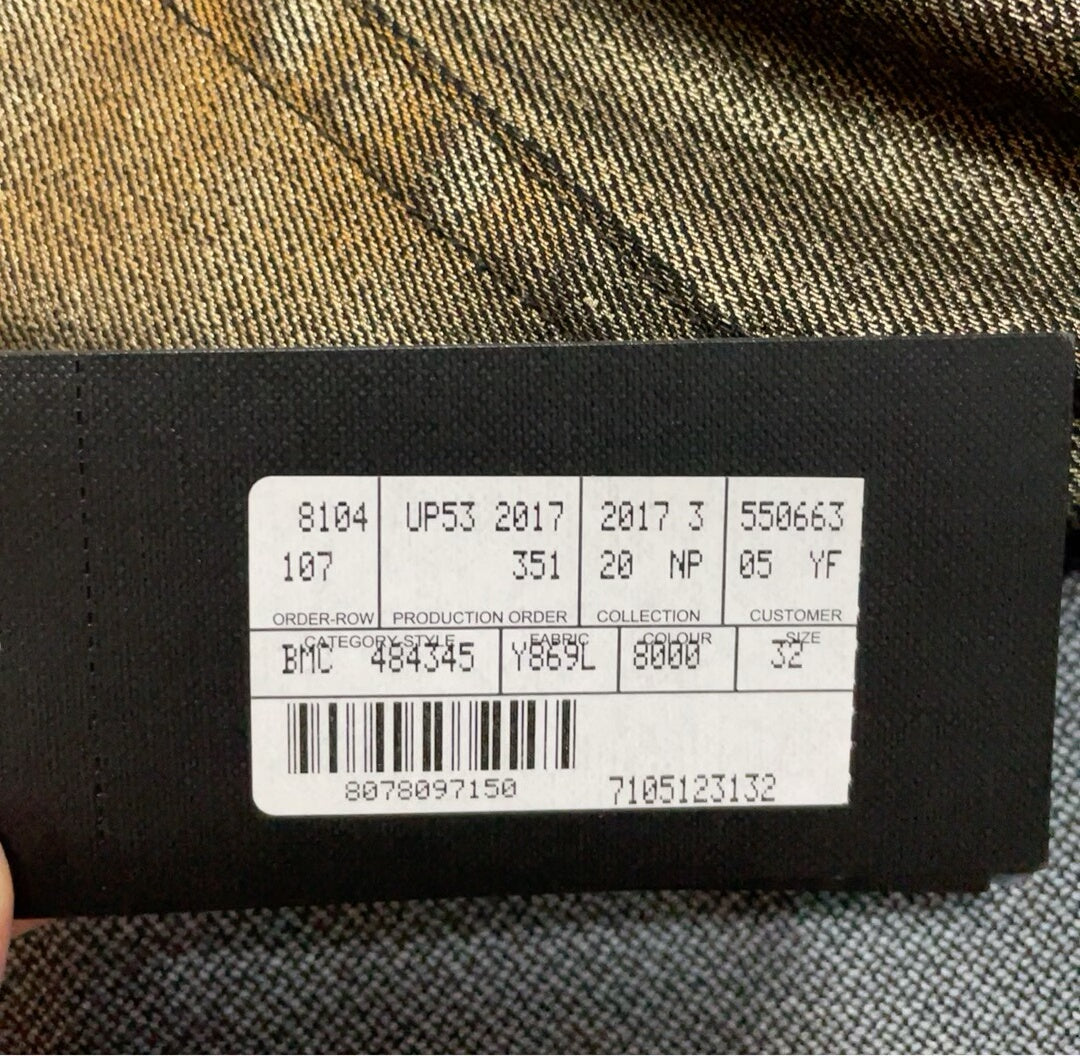 8104 UP53 2017 2017 3 550663
107 351 20 NP 05 YF
ORDER-ROW PRODUCTION ORDER COLLECTION CUSTOMER
CATEGORY-STYLE FABRIC COLOUR SIZE
BMC 484345 Y869L 8000 32
8078097150 7105123132